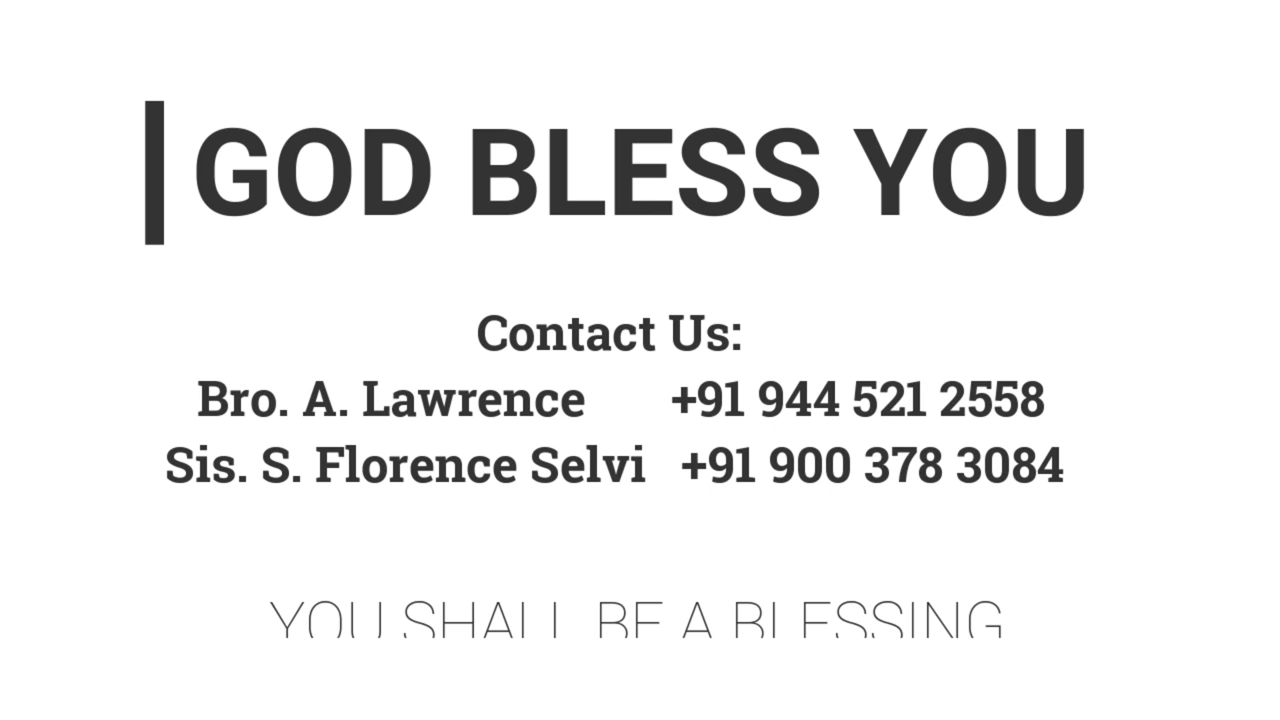 GOD BLESS YOU
Contact Us:
Bro. A. Lawrence +91 944 521 2558
Sis. S. Florence Selvi +91 900 378 3084
YOU SHALL BE A BLESSING